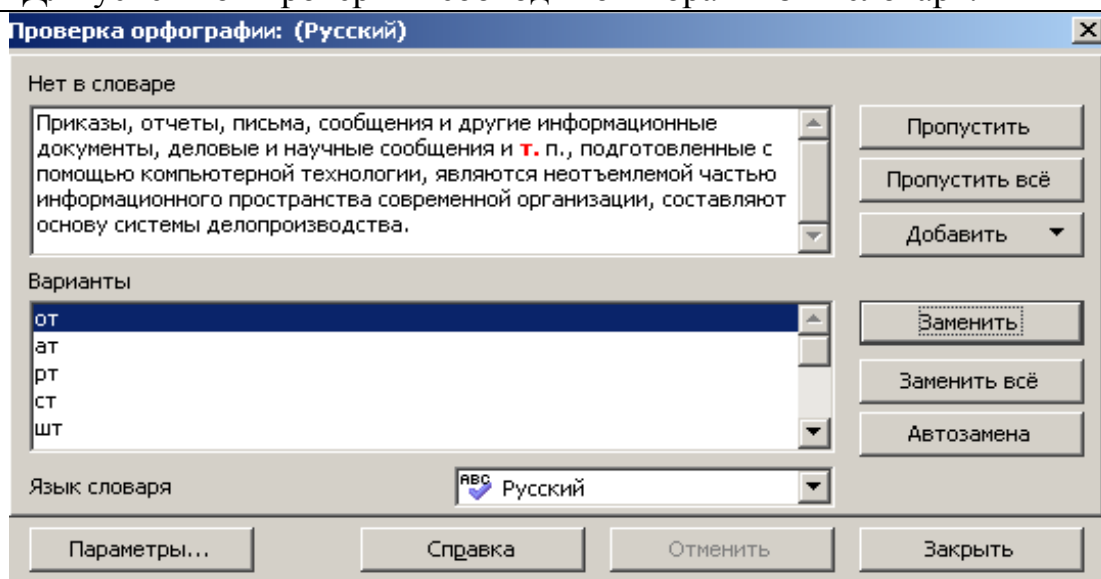 Проверка орфографии: (Русский)
Нет в словаре
Приказы, отчеты, письма, сообщения и другие информационные
документы, деловые и научные сообщения и т. п., подготовленные с
помощью компьютерной технологии, являются неотъемлемой частью
информационного пространства современной организации, составляют
основу системы делопроизводства.
Пропустить
Пропустить всё
Добавить
Варианты
от
ат
рт
ст
шт
Заменить
Заменить всё
Автозамена
Язык словаря
ABC Русский
Параметры...
Справка
Отменить
Закрыть